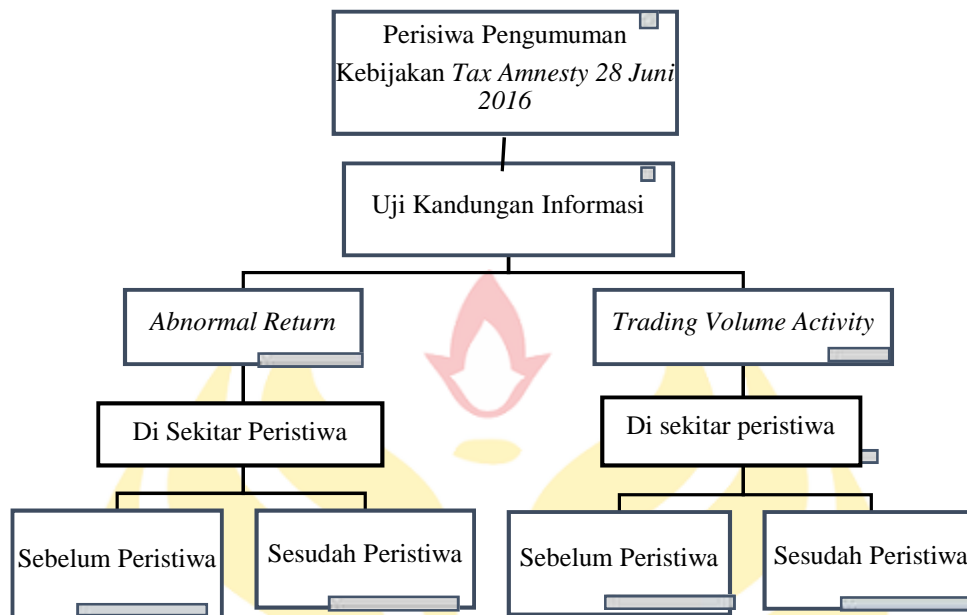 Perisiwa Pengumuman
Kebijakan Tax Amnesty 28 Juni
2016
Uji Kandungan Informasi
Abnormal Return
Trading Volume Activity
Di Sekitar Peristiwa
Di sekitar peristiwa
Sebelum Peristiwa
Sesudah Peristiwa
Sebelum Peristiwa
Sesudah Peristiwa